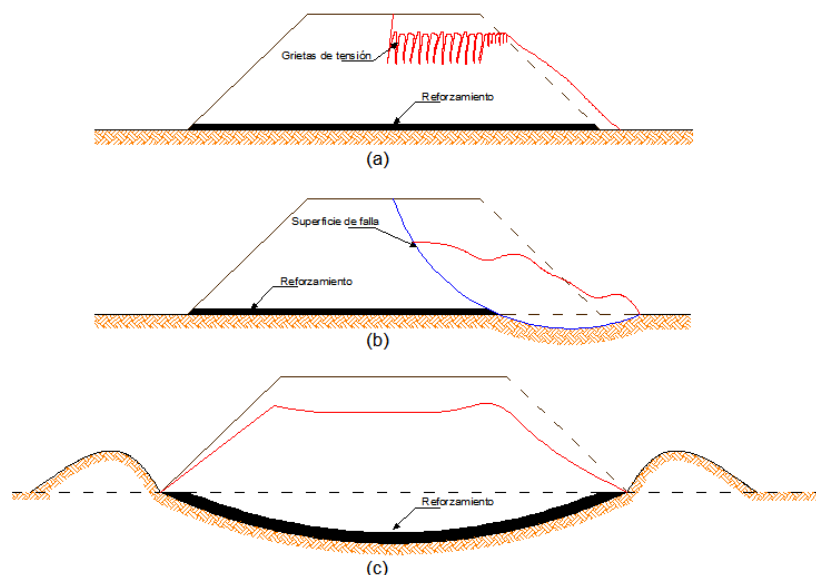 Grietas de tensión
Reforzamiento
(a)
Superficie de falla
Reforzamiento
(b)
Reforzamiento
(c)